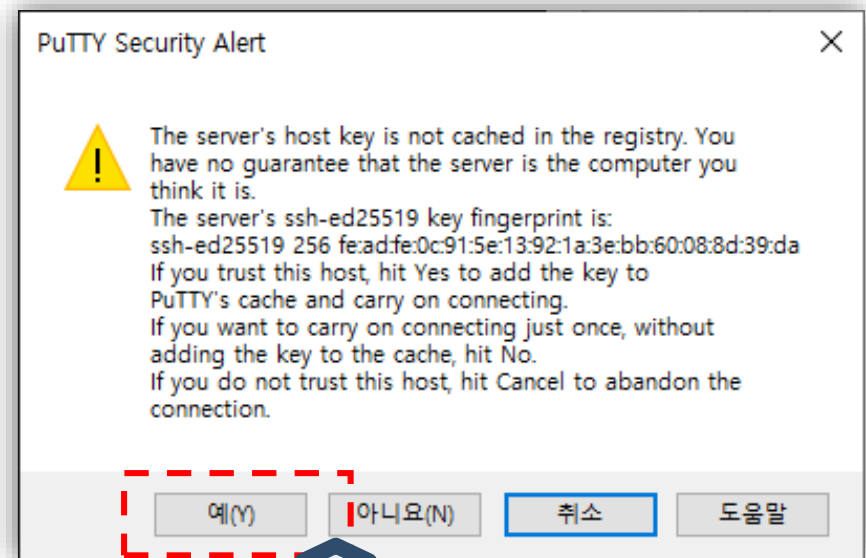 PuTTY Security Alert
The server's host key is not cached in the registry. You
have no guarantee that the server is the computer you
think it is.
The server's ssh-ed25519 key fingerprint is:
ssh-ed25519 256 fe:ad:fe:0c:91:5e:13:92:1a:3e:bb:60:08:8d:39:da
If you trust this host, hit Yes to add the key to
PuTTY's cache and carry on connecting.
If you want to carry on connecting just once, without
adding the key to the cache, hit No.
If you do not trust this host, hit Cancel to abandon the
connection.
예(Y) 아니요(N) 취소 도움말